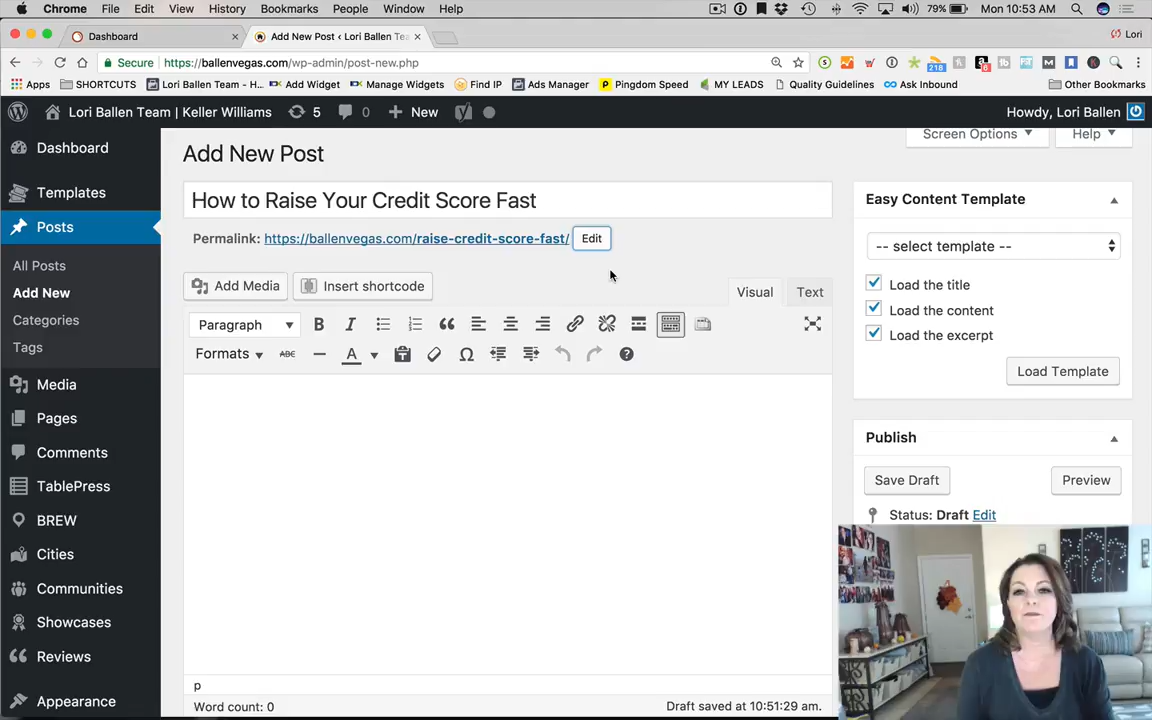 Chrome File Edit View History Bookmarks People Window Help 79% Mon 10:53 AM
Dashboard × Add New Post ‹ Lori Ballen Tea × Lori
Secure https://ballenvegas.com/wp-admin/post-new.php
Apps SHORTCUTS Lori Ballen Team - H... Add Widget Manage Widgets Find IP Ads Manager Pingdom Speed MY LEADS Quality Guidelines Ask Inbound Other Bookmarks
Lori Ballen Team | Keller Williams 5 0 New Howdy, Lori Ballen
Screen Options Help
Dashboard
Templates
Posts
All Posts
Add New
Categories
Tags
Media
Pages
Comments
TablePress
BREW
Cities
Communities
Showcases
Reviews
Appearance
Add New Post
How to Raise Your Credit Score Fast
Permalink: https://ballenvegas.com/raise-credit-score-fast/ Edit
Add Media Insert shortcode Visual Text
Paragraph B I
Formats ABC A
p
Word count: 0 Draft saved at 10:51:29 am.
Easy Content Template
-- select template --
Load the title
Load the content
Load the excerpt
Load Template
Publish
Save Draft Preview
Status: Draft Edit